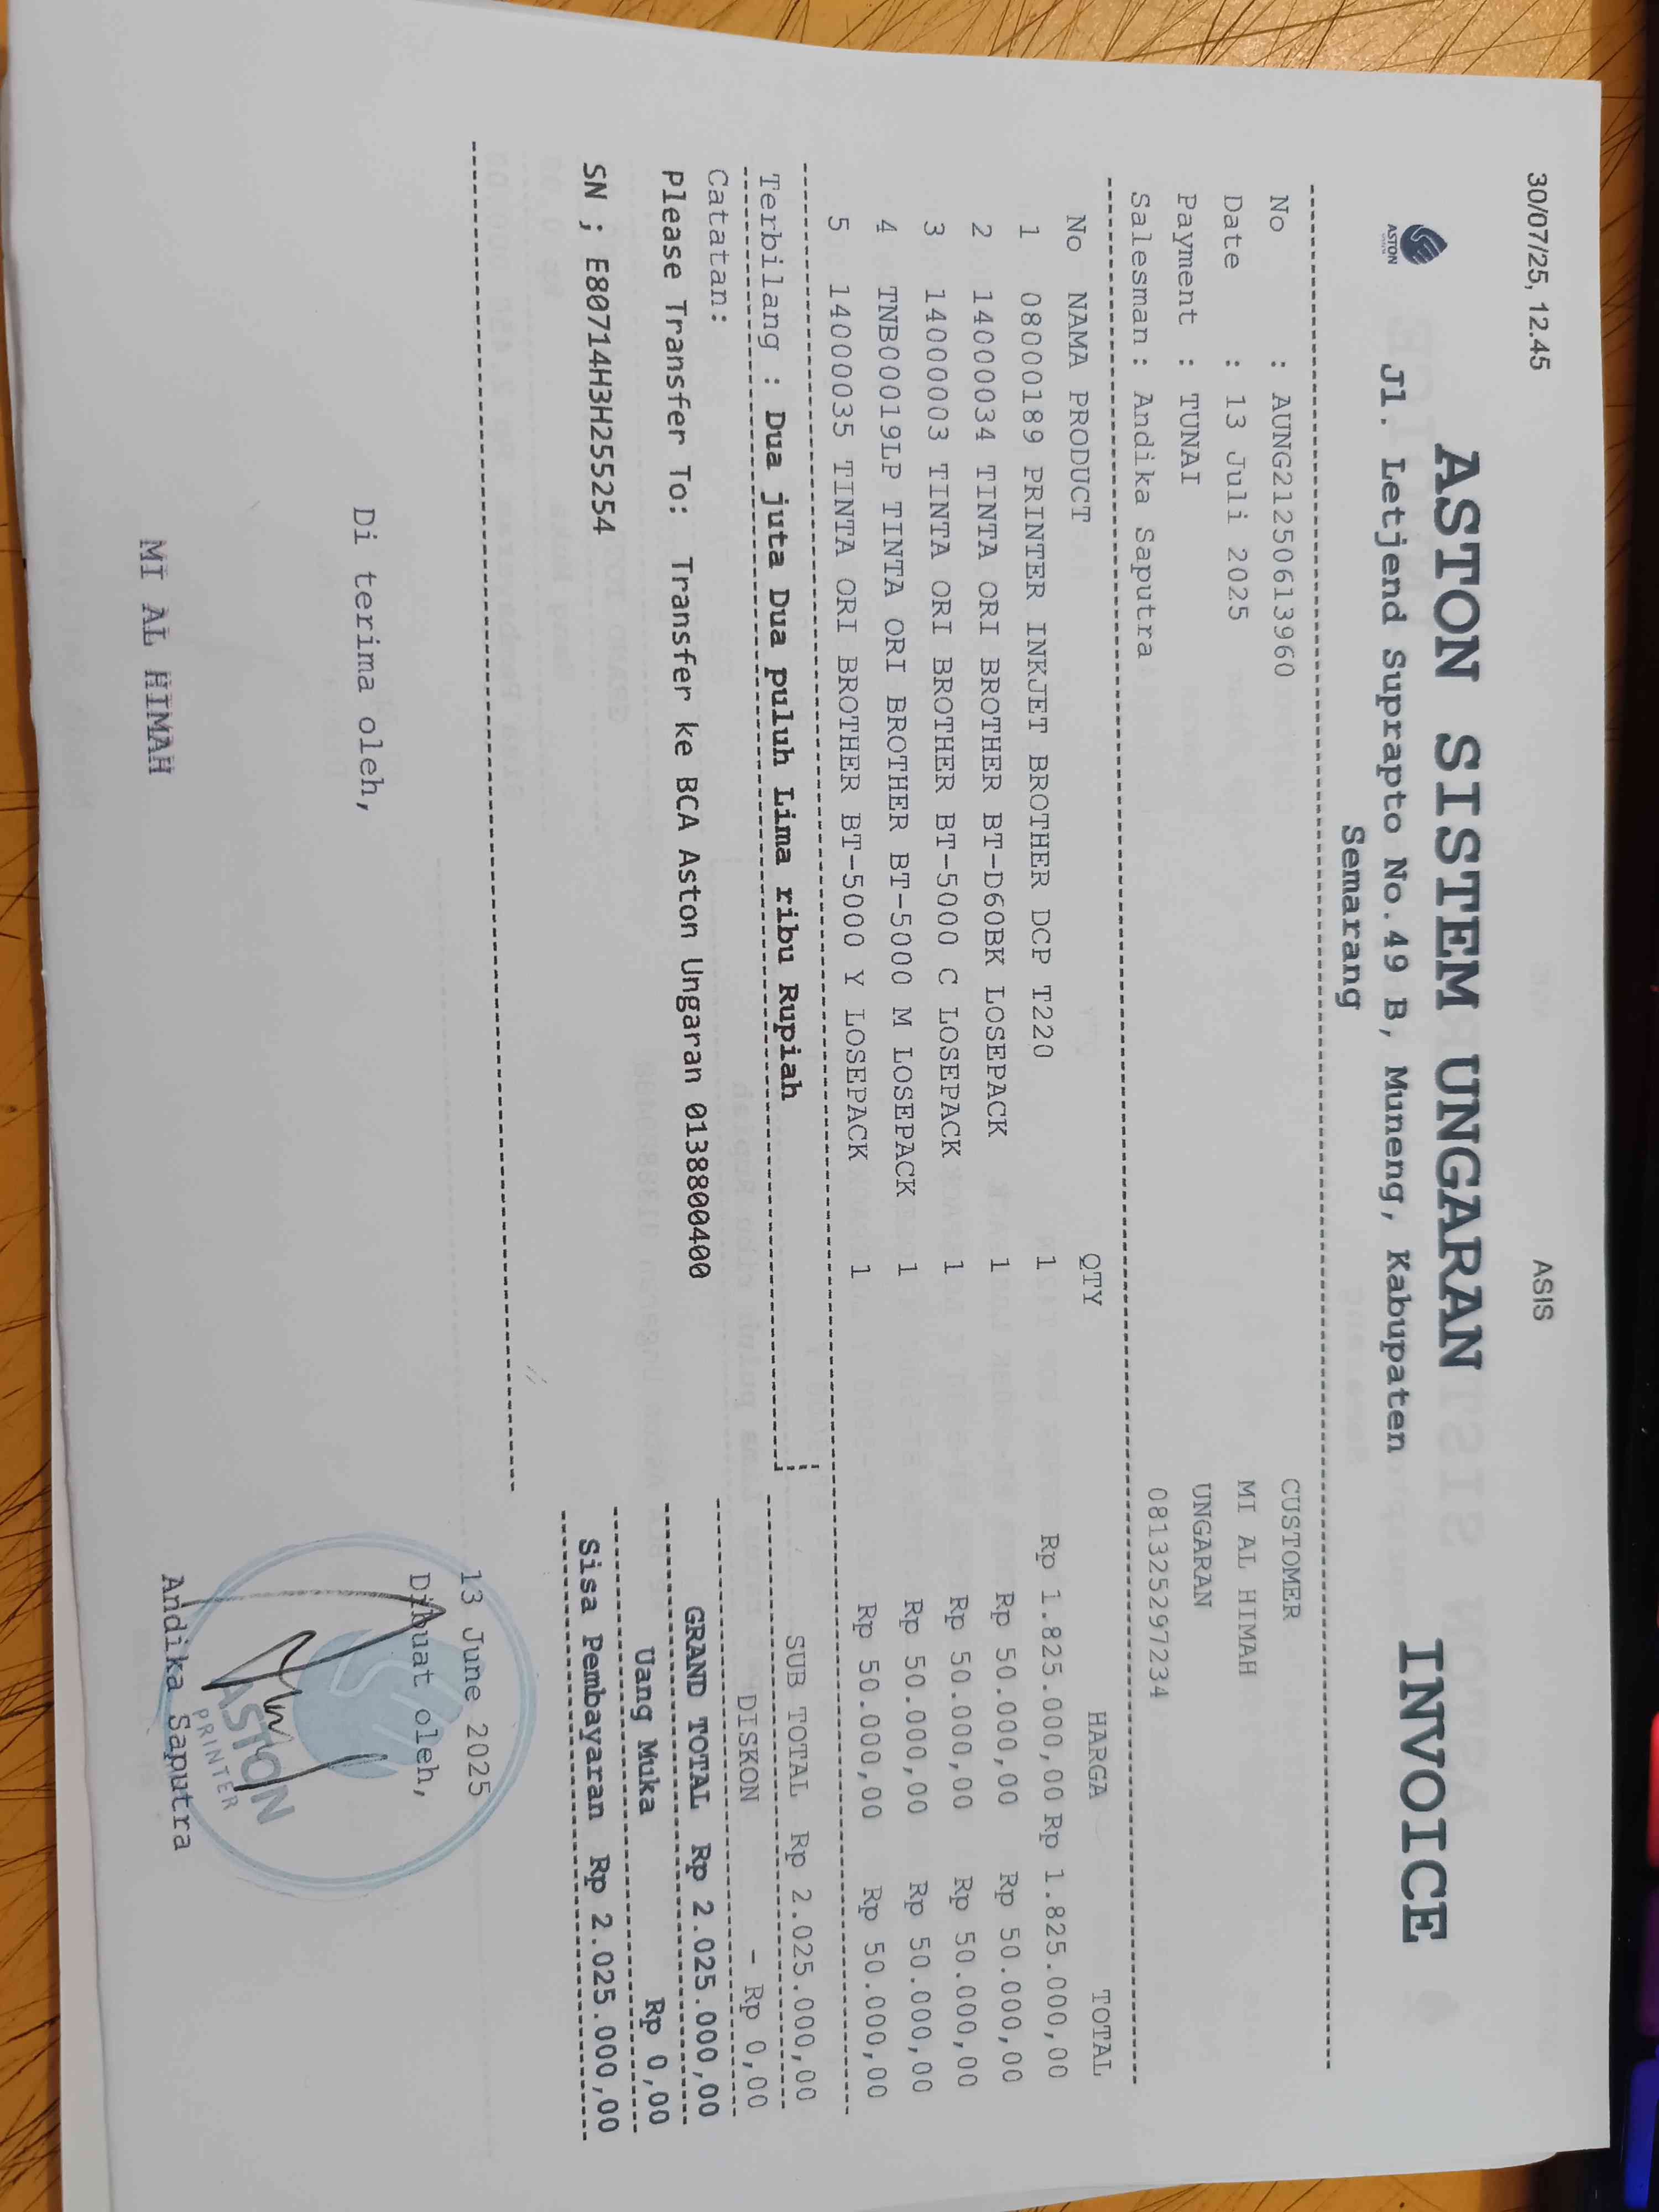 30/07/25, 12.45 ASIS
ASTON
ASTON SISTEM UNGARAN INVOICE
Jl. Letjend Suprapto No.49 B, Muneng, Kabupaten
Semarang
No : AUNG21250613960 CUSTOMER
Date : 13 Juli 2025 MI AL HIMAH
Payment : TUNAI UNGARAN
Salesman : Andika Saputra 081325297234
No NAMA PRODUCT QTY HARGA TOTAL
1 08000189 PRINTER INKJET BROTHER DCP T220 1 Rp 1.825.000,00 Rp 1.825.000,00
2 14000034 TINTA ORI BROTHER BT-D60BK LOSEPACK 1 Rp 50.000,00 Rp 50.000,00
3 14000003 TINTA ORI BROTHER BT-5000 C LOSEPACK 1 Rp 50.000,00 Rp 50.000,00
4 TNB00019LP TINTA ORI BROTHER BT-5000 M LOSEPACK 1 Rp 50.000,00 Rp 50.000,00
5 14000035 TINTA ORI BROTHER BT-5000 Y LOSEPACK 1 Rp 50.000,00 Rp 50.000,00
Terbilang : Dua juta Dua puluh Lima ribu Rupiah
SUB TOTAL Rp 2.025.000,00
Catatan:
DISKON - Rp 0,00
Please Transfer To: Transfer ke BCA Aston Ungaran 0138800400
GRAND TOTAL Rp 2.025.000,00
Uang Muka Rp 0,00
SN ; E80714H3H255254
Sisa Pembayaran Rp 2.025.000,00
13 June 2025
Di terima oleh, Dibuat oleh,
ASTON
PRINTER
MI AL HIMAH Andika Saputra